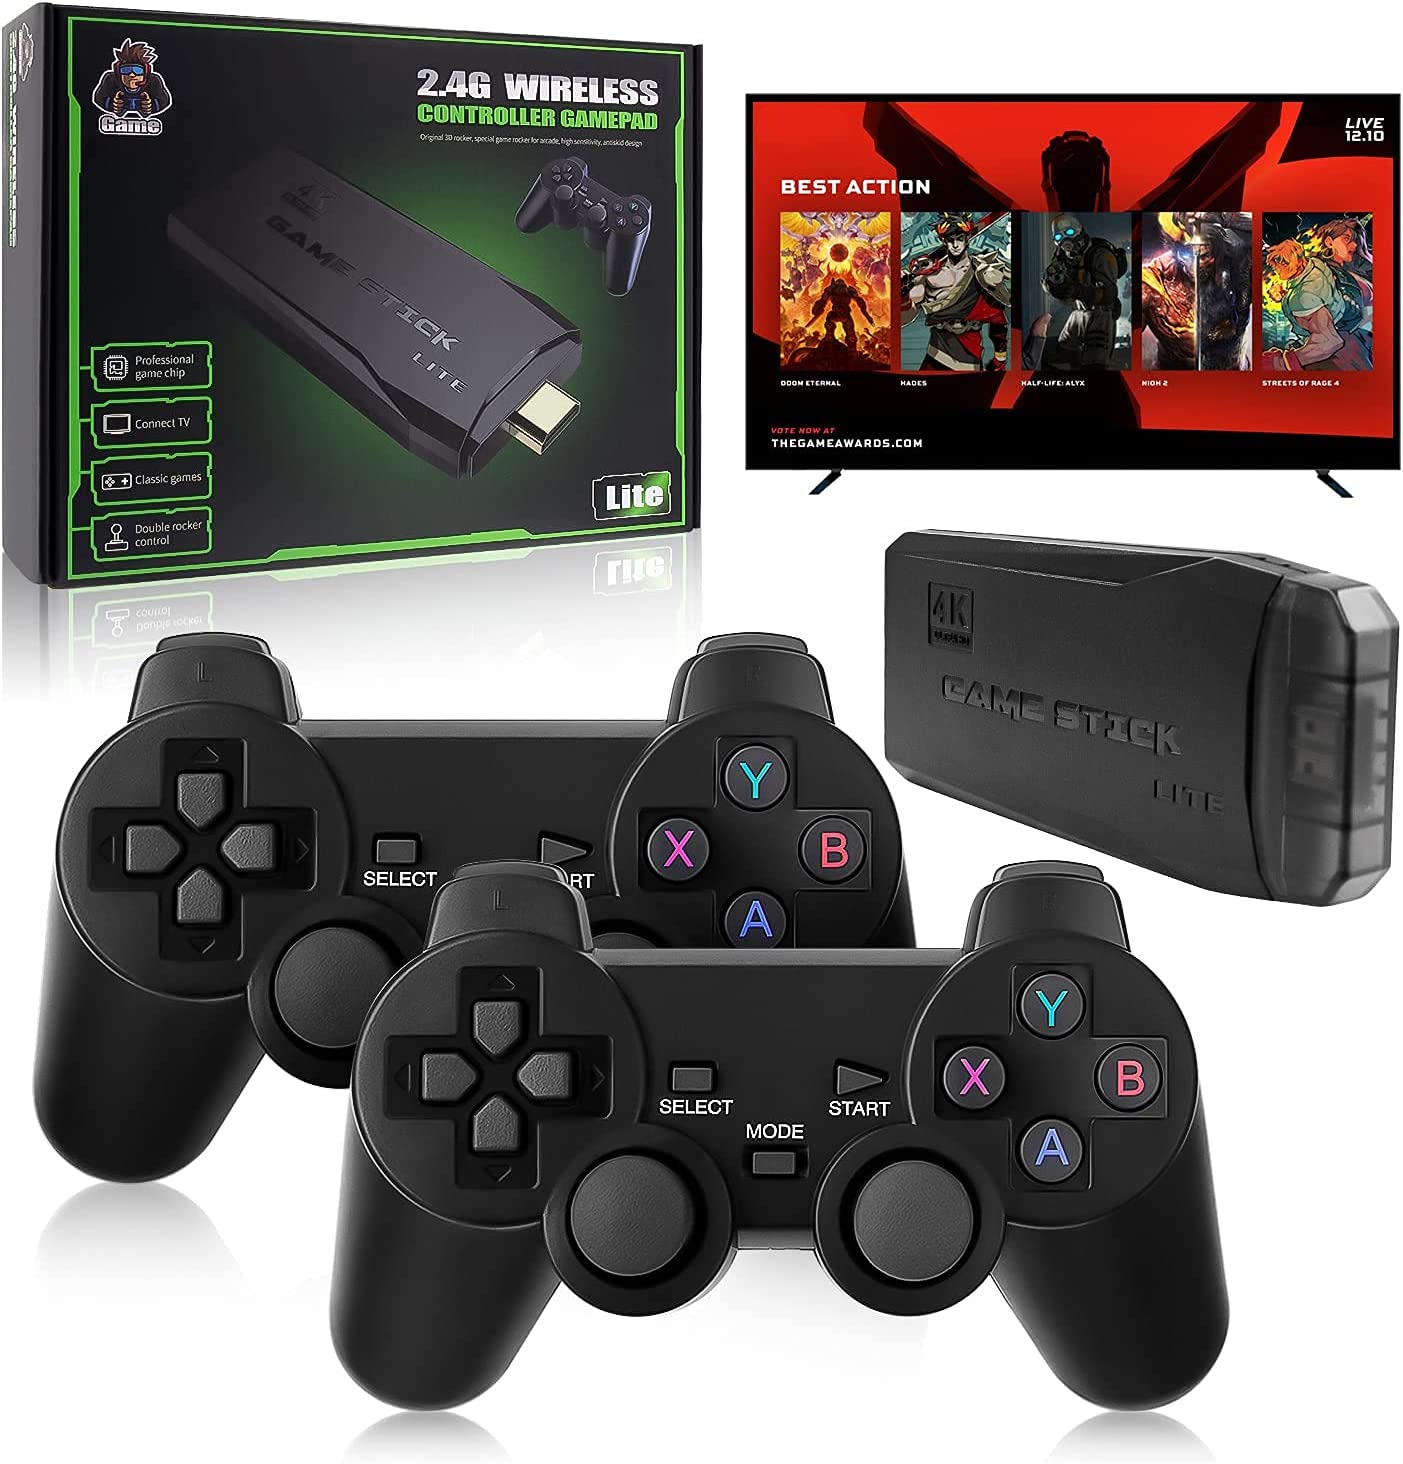 Game
2.4G WIRELESS
CONTROLLER GAMEPAD
Original 3D rocker, special game rocker for arcade, high sensitivity, antiskid design
4K
GAME STICK
LITE
Professional
game chip
Connect TV
Classic games
Double rocker
control
Lite
LIVE
12.10
BEST ACTION
DOOM ETERNAL
HADES
HALF-LIFE: ALYX
NIOH 2
STREETS OF RAGE 4
VOTE NOW AT
THEGAMEAWARDS.COM
4K
ULTRA HD
GAME STICK
LITE
L
R
Y
X
B
A
SELECT
L
R
Y
X
B
A
SELECT
START
MODE